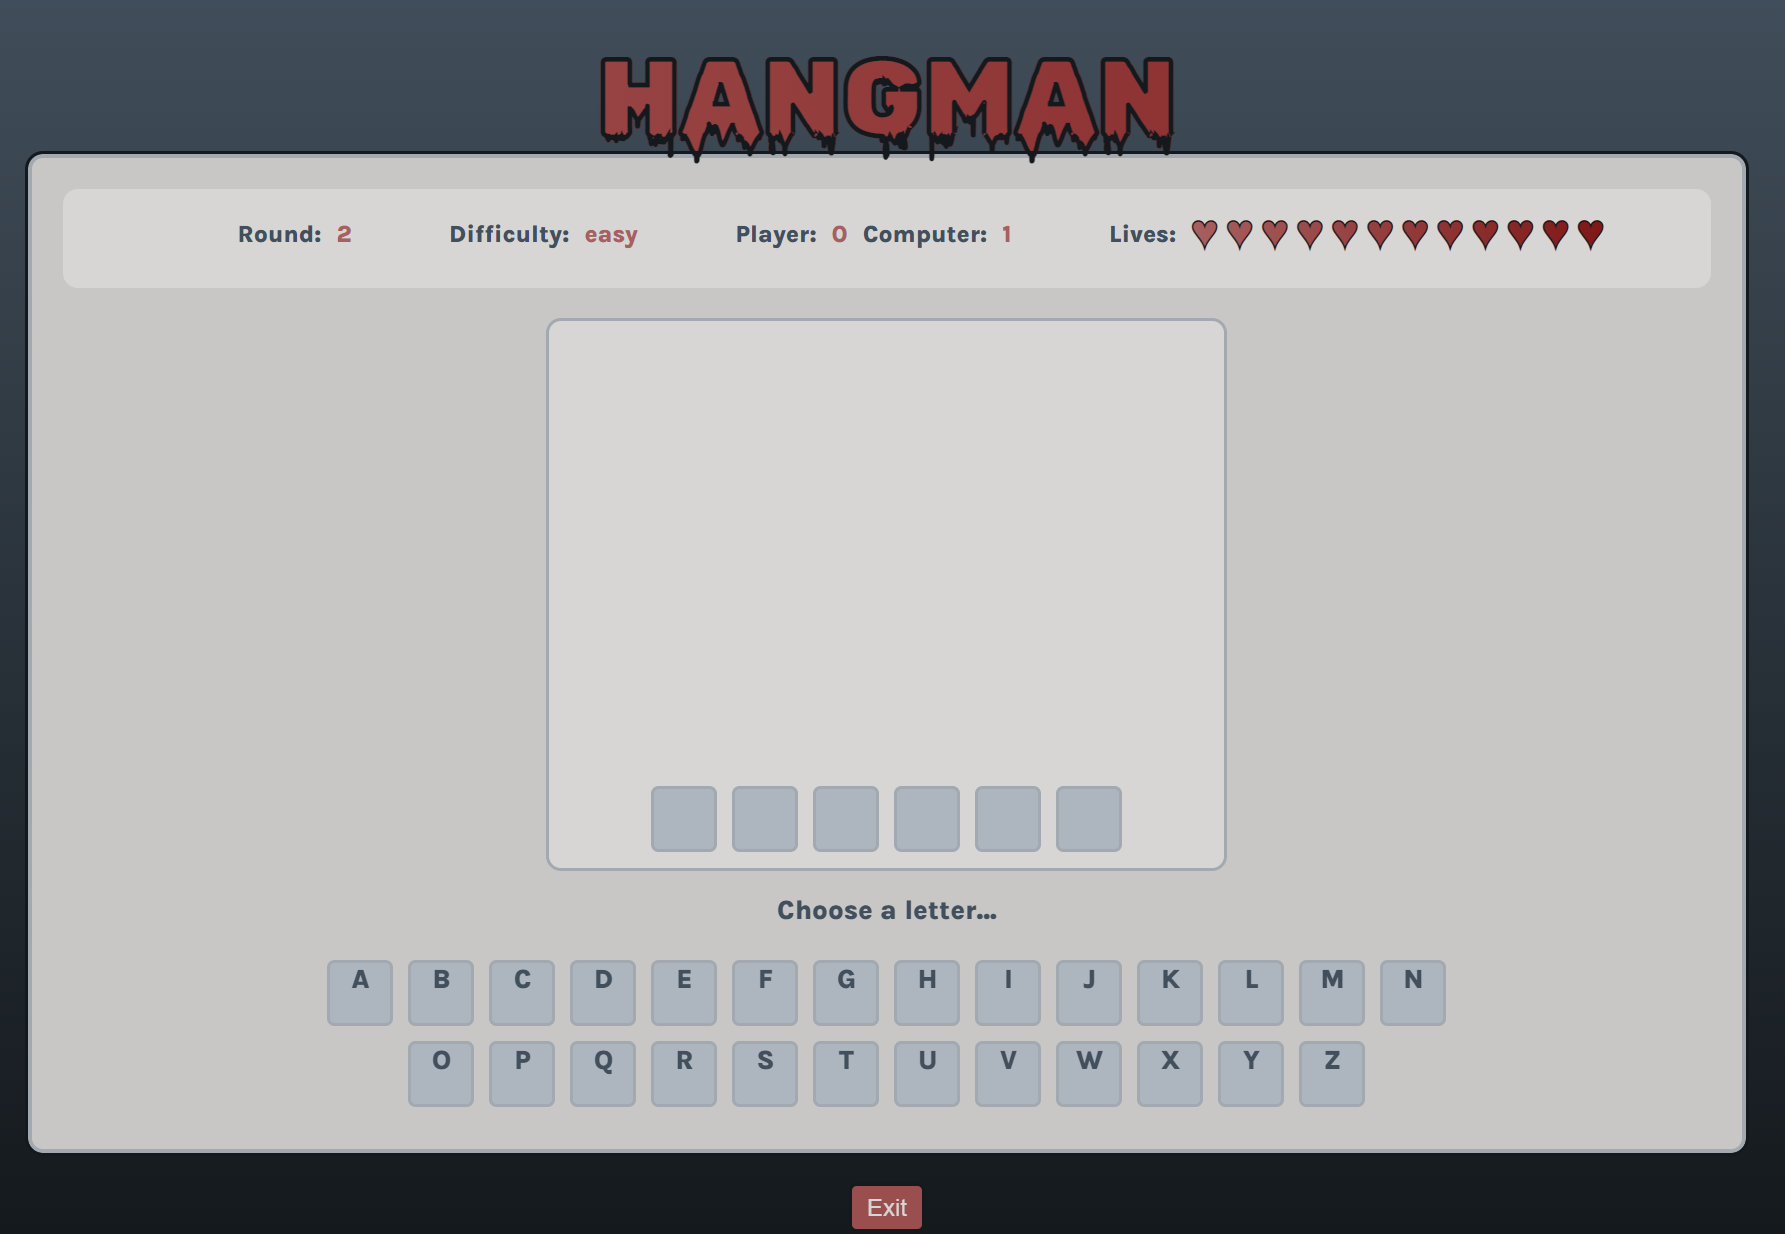 HANGMAN
Round: 2 Difficulty: easy Player: 0 Computer: 1 Lives:
Choose a letter...
A B C D E F G H I J K L M N
O P Q R S T U V W X Y Z
Exit